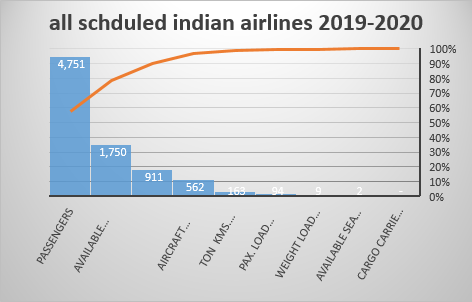 all schduled indian airlines 2019-2020
100%
90%
80%
70%
60%
50%
40%
30%
20%
10%
0%
4,751
1,750
911
562
163
94
9
2
-
PASSENGERS
AVAILABLE…
AIRCRAFT…
TON KMS.…
PAX. LOAD…
WEIGHT LOAD…
AVAILABLE SEA…
CARGO CARRIE…